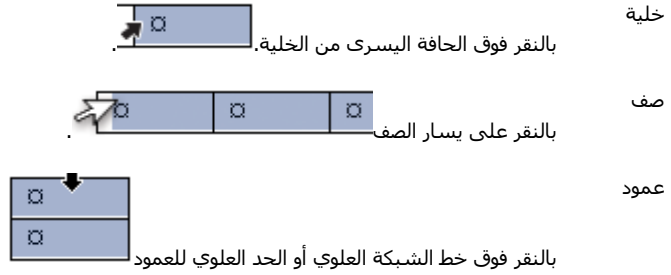 خلية
بالنقر فوق الحافة اليسرى من الخلية.
صف
بالنقر على يسار الصف.
عمود
بالنقر فوق خط الشبكة العلوي أو الحد العلوي للعمود